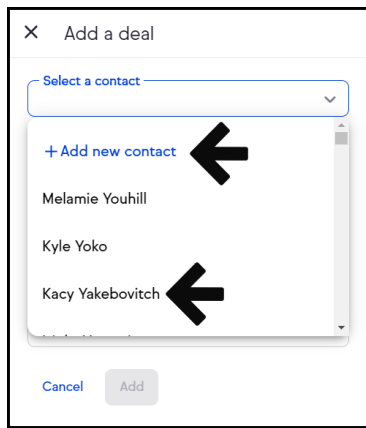 Add a deal
Select a contact
+ Add new contact
Melamie Youhill
Kyle Yoko
Kacy Yakebovitch
Cancel
Add